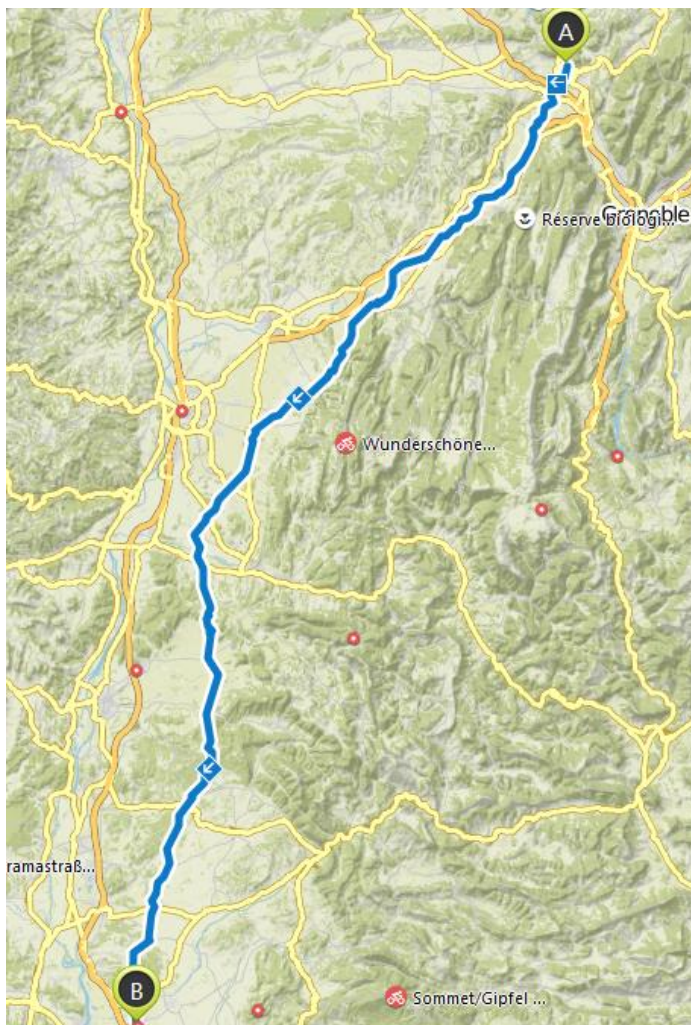 A
Réserve biologi...
Grenoble
Wunderschöne...
ramastraß...
B
Sommet/Gipfel ...